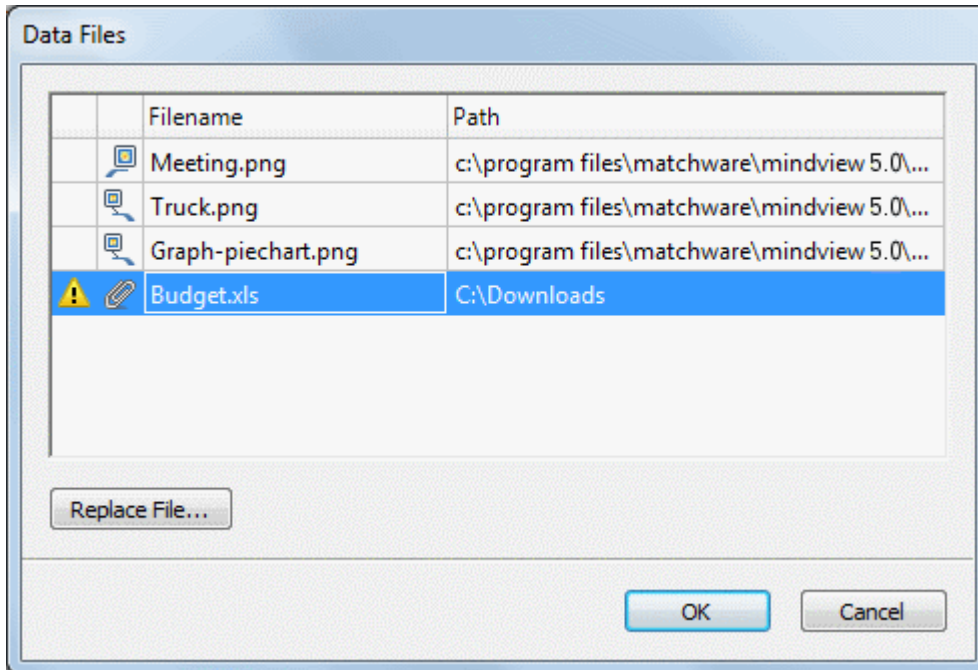 Data Files
Filename Path
Meeting.png c:\program files\matchware\mindview 5.0\...
Truck.png c:\program files\matchware\mindview 5.0\...
Graph-piechart.png c:\program files\matchware\mindview 5.0\...
Budget.xls C:\Downloads
Replace File...
OK Cancel